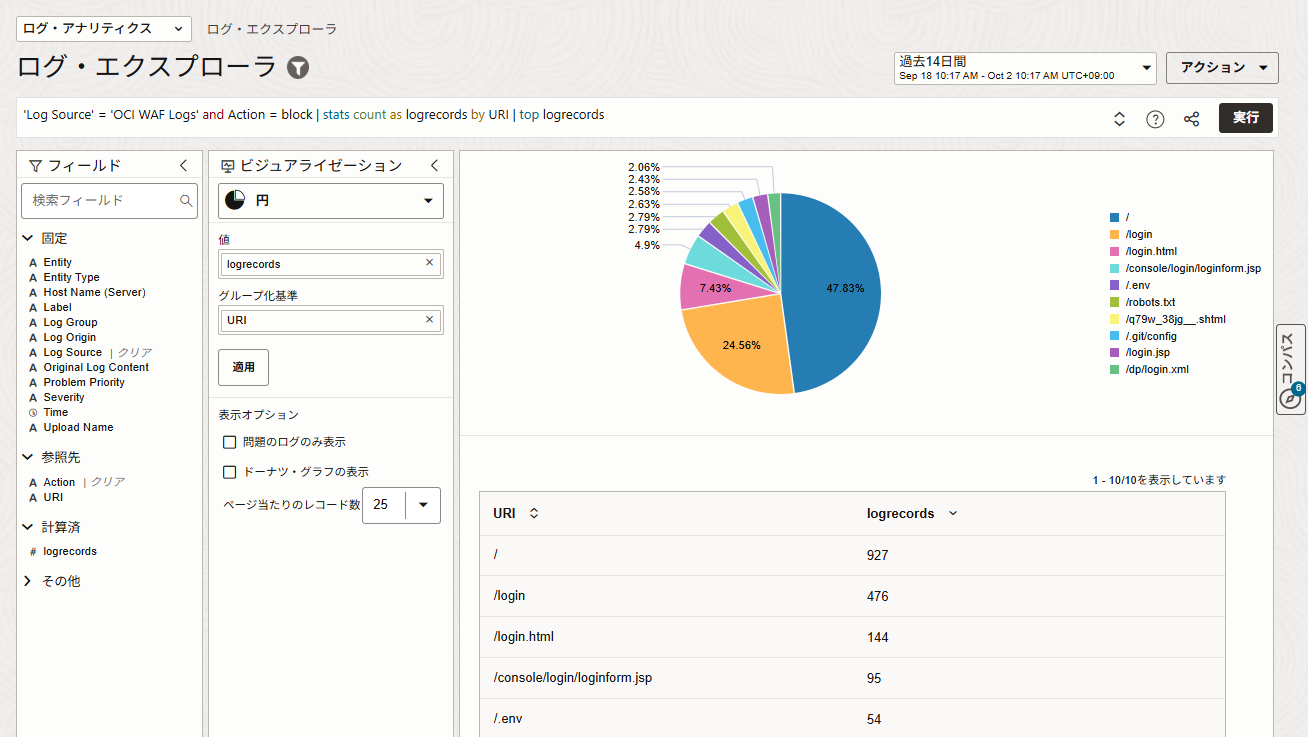 ログ・アナリティクス
ログ・エクスプローラ
ログ・エクスプローラ
過去14日間
Sep 18 10:17 AM - Oct 2 10:17 AM UTC+09:00
アクション
'Log Source' = 'OCI WAF Logs' and Action = block | stats count as logrecords by URI | top logrecords
?
実行
フィールド
検索フィールド
固定
A Entity
A Entity Type
A Host Name (Server)
A Label
A Log Group
A Log Origin
A Log Source | クリア
A Original Log Content
A Problem Priority
A Severity
Time
A Upload Name
参照先
A Action | クリア
A URI
計算済
# logrecords
その他
ビジュアライゼーション
円
値
logrecords ×
グループ化基準
URI ×
適用
表示オプション
問題のログのみ表示
ドーナツ・グラフの表示
ページ当たりのレコード数 25
2.06%
2.43%
2.58%
2.63%
2.79%
2.79%
4.9%
7.43%
24.56%
47.83%
/
/login
/login.html
/console/login/loginform.jsp
/.env
/robots.txt
/q79w_38jg__.shtml
/.git/config
/login.jsp
/dp/login.xml
1 - 10/10を表示しています
URI logrecords
/ 927
/login 476
/login.html 144
/console/login/loginform.jsp 95
/.env 54
コンパス
6